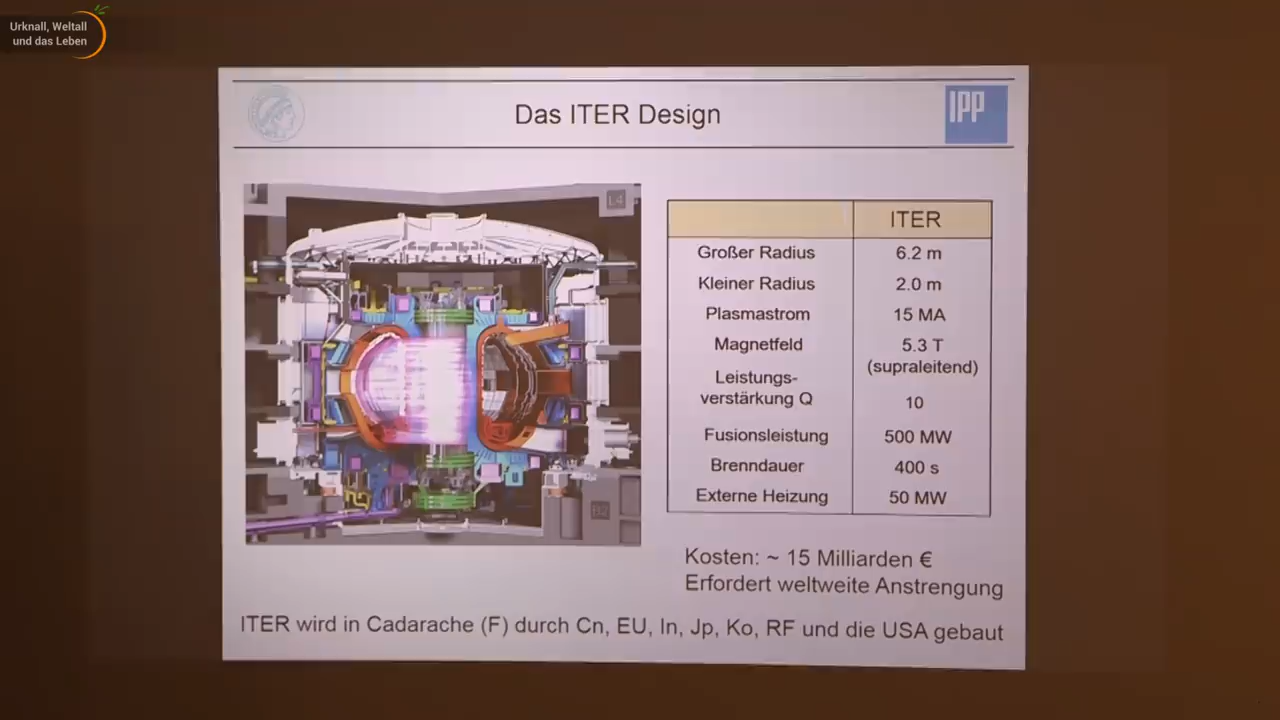 Urknall, Weltall
und das Leben
Das ITER Design
IPP
L4
B2
ITER
Großer Radius 6.2 m
Kleiner Radius 2.0 m
Plasmastrom 15 MA
Magnetfeld 5.3 T
(supraleitend)
Leistungs-
verstärkung Q 10
Fusionsleistung 500 MW
Brenndauer 400 s
Externe Heizung 50 MW
Kosten: ~ 15 Milliarden €
Erfordert weltweite Anstrengung
ITER wird in Cadarache (F) durch Cn, EU, In, Jp, Ko, RF und die USA gebaut